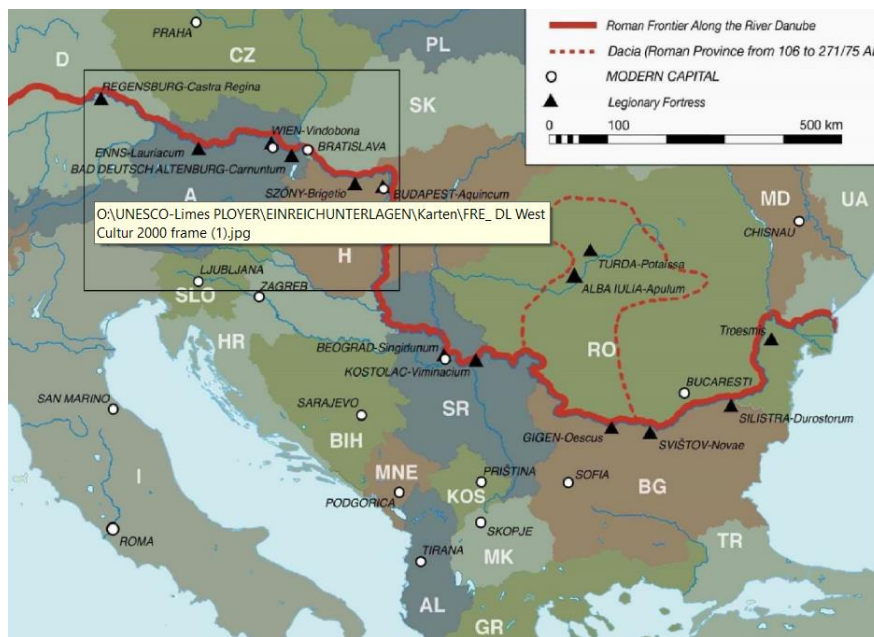 Roman Frontier Along the River Danube
Dacia (Roman Province from 106 to 271/75 A
MODERN CAPITAL
Legionary Fortress
0 100 500 km
PRAHA
CZ
PL
D
REGENSBURG-Castra Regina
SK
WIEN-Vindobona
BRATISLAVA
ENNS-Lauriacum
BAD DEUTSCH ALTENBURG-Carnuntum
A
SZÖNY-Brigetio
BUDAPEST-Aquincum
MD
UA
CHISNAU
O:\UNESCO-Limes PLOYER\EINREICHUNTERLAGEN\Karten\FRE_ DL West
Cultur 2000 frame (1).jpg
H
TURDA-Potaissa
ALBA IULIA-Apulum
LJUBLJANA
SLO
ZAGREB
HR
Troesmis
RO
BEOGRAD-Singidunum
KOSTOLAC-Viminacium
BUCARESTI
SAN MARINO
SARAJEVO
SR
SILISTRA-Durostorum
BIH
GIGEN-Oescus
SVIŠTOV-Novae
I
MNE
PRIŠTINA
SOFIA
BG
PODGORICA
KOS
ROMA
SKOPJE
TIRANA
MK
TR
AL
GR